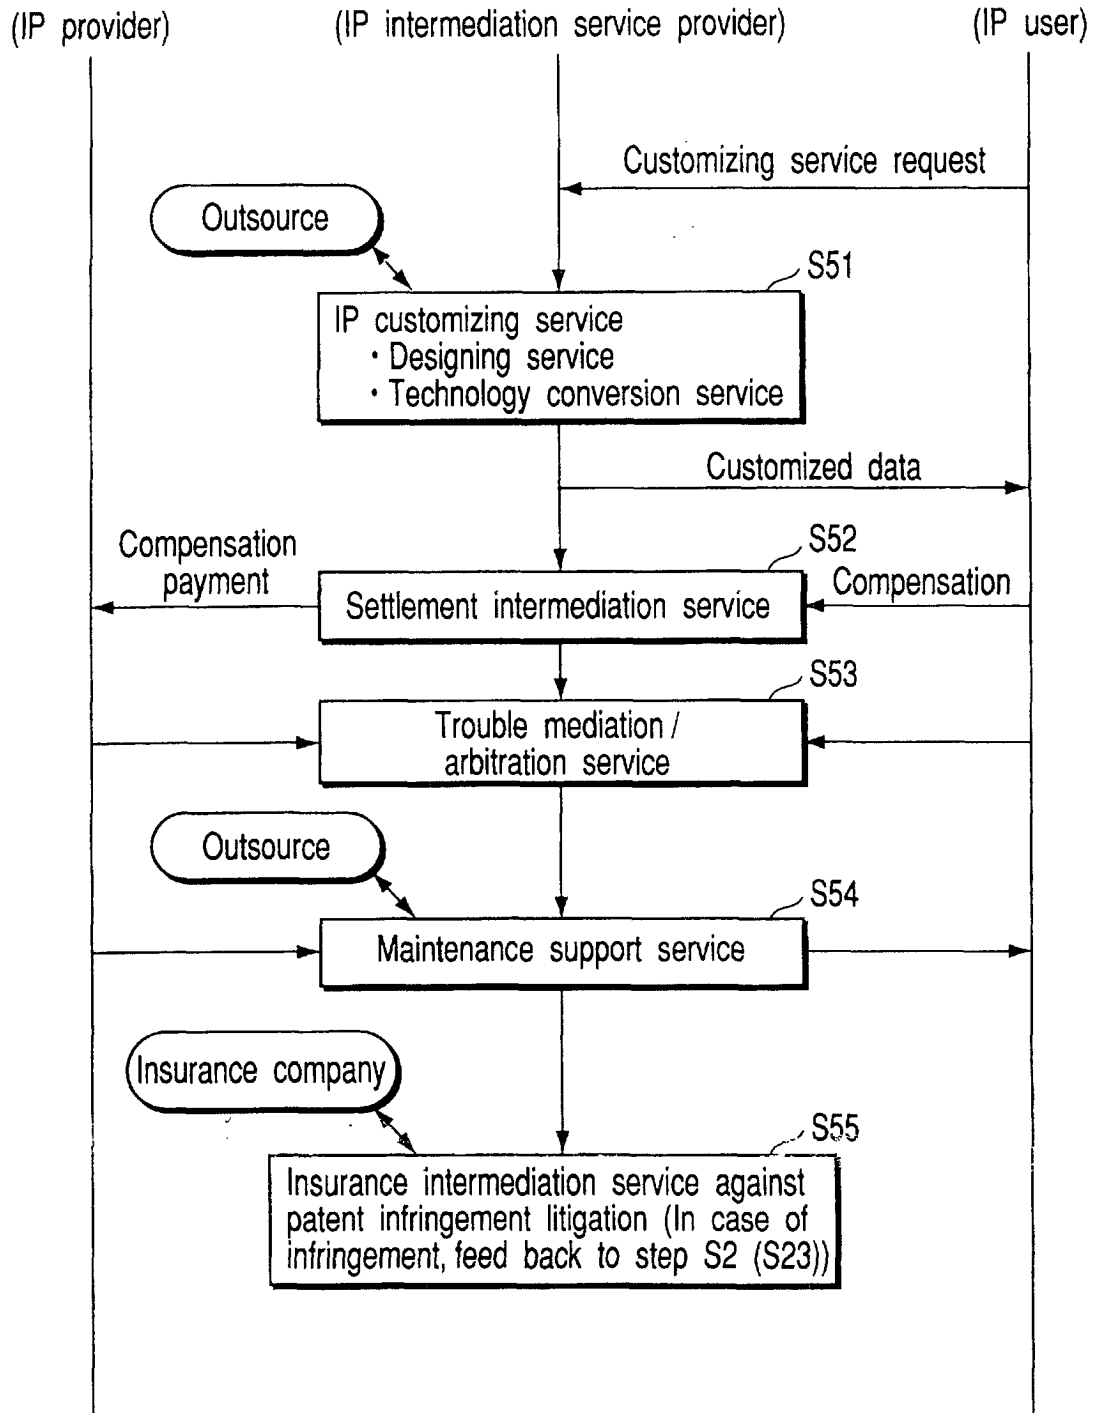 (IP provider)
(IP intermediation service provider)
(IP user)
Customizing service request
Outsource
S51
IP customizing service
・Designing service
・Technology conversion service
Customized data
S52
Compensation
payment
Settlement intermediation service
Compensation
S53
Trouble mediation /
arbitration service
Outsource
S54
Maintenance support service
Insurance company
S55
Insurance intermediation service against
patent infringement litigation (In case of
infringement, feed back to step S2 (S23))